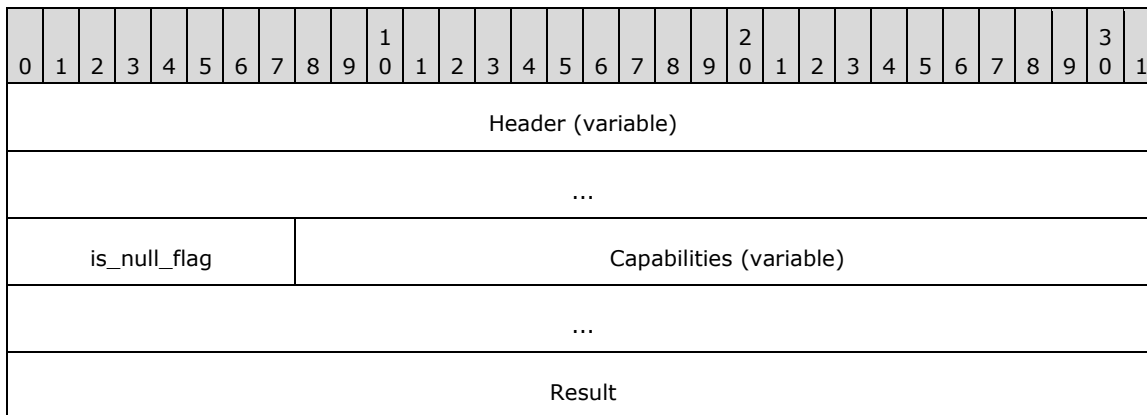 1 2 3
0 1 2 3 4 5 6 7 8 9 0 1 2 3 4 5 6 7 8 9 0 1 2 3 4 5 6 7 8 9 0 1
Header (variable)
...
is_null_flag Capabilities (variable)
...
Result